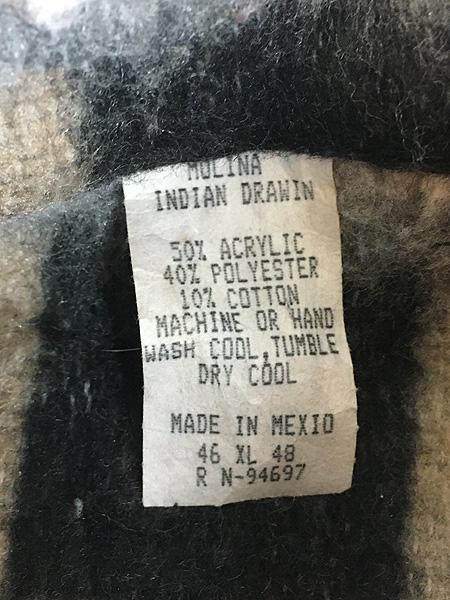 MOLINA
INDIAN DRAWIN
50% ACRYLIC
40% POLYESTER
10% COTTON
MACHINE OR HAND
WASH COOL,TUMBLE
DRY COOL
MADE IN MEXIO
46 XL 48
R N-94697